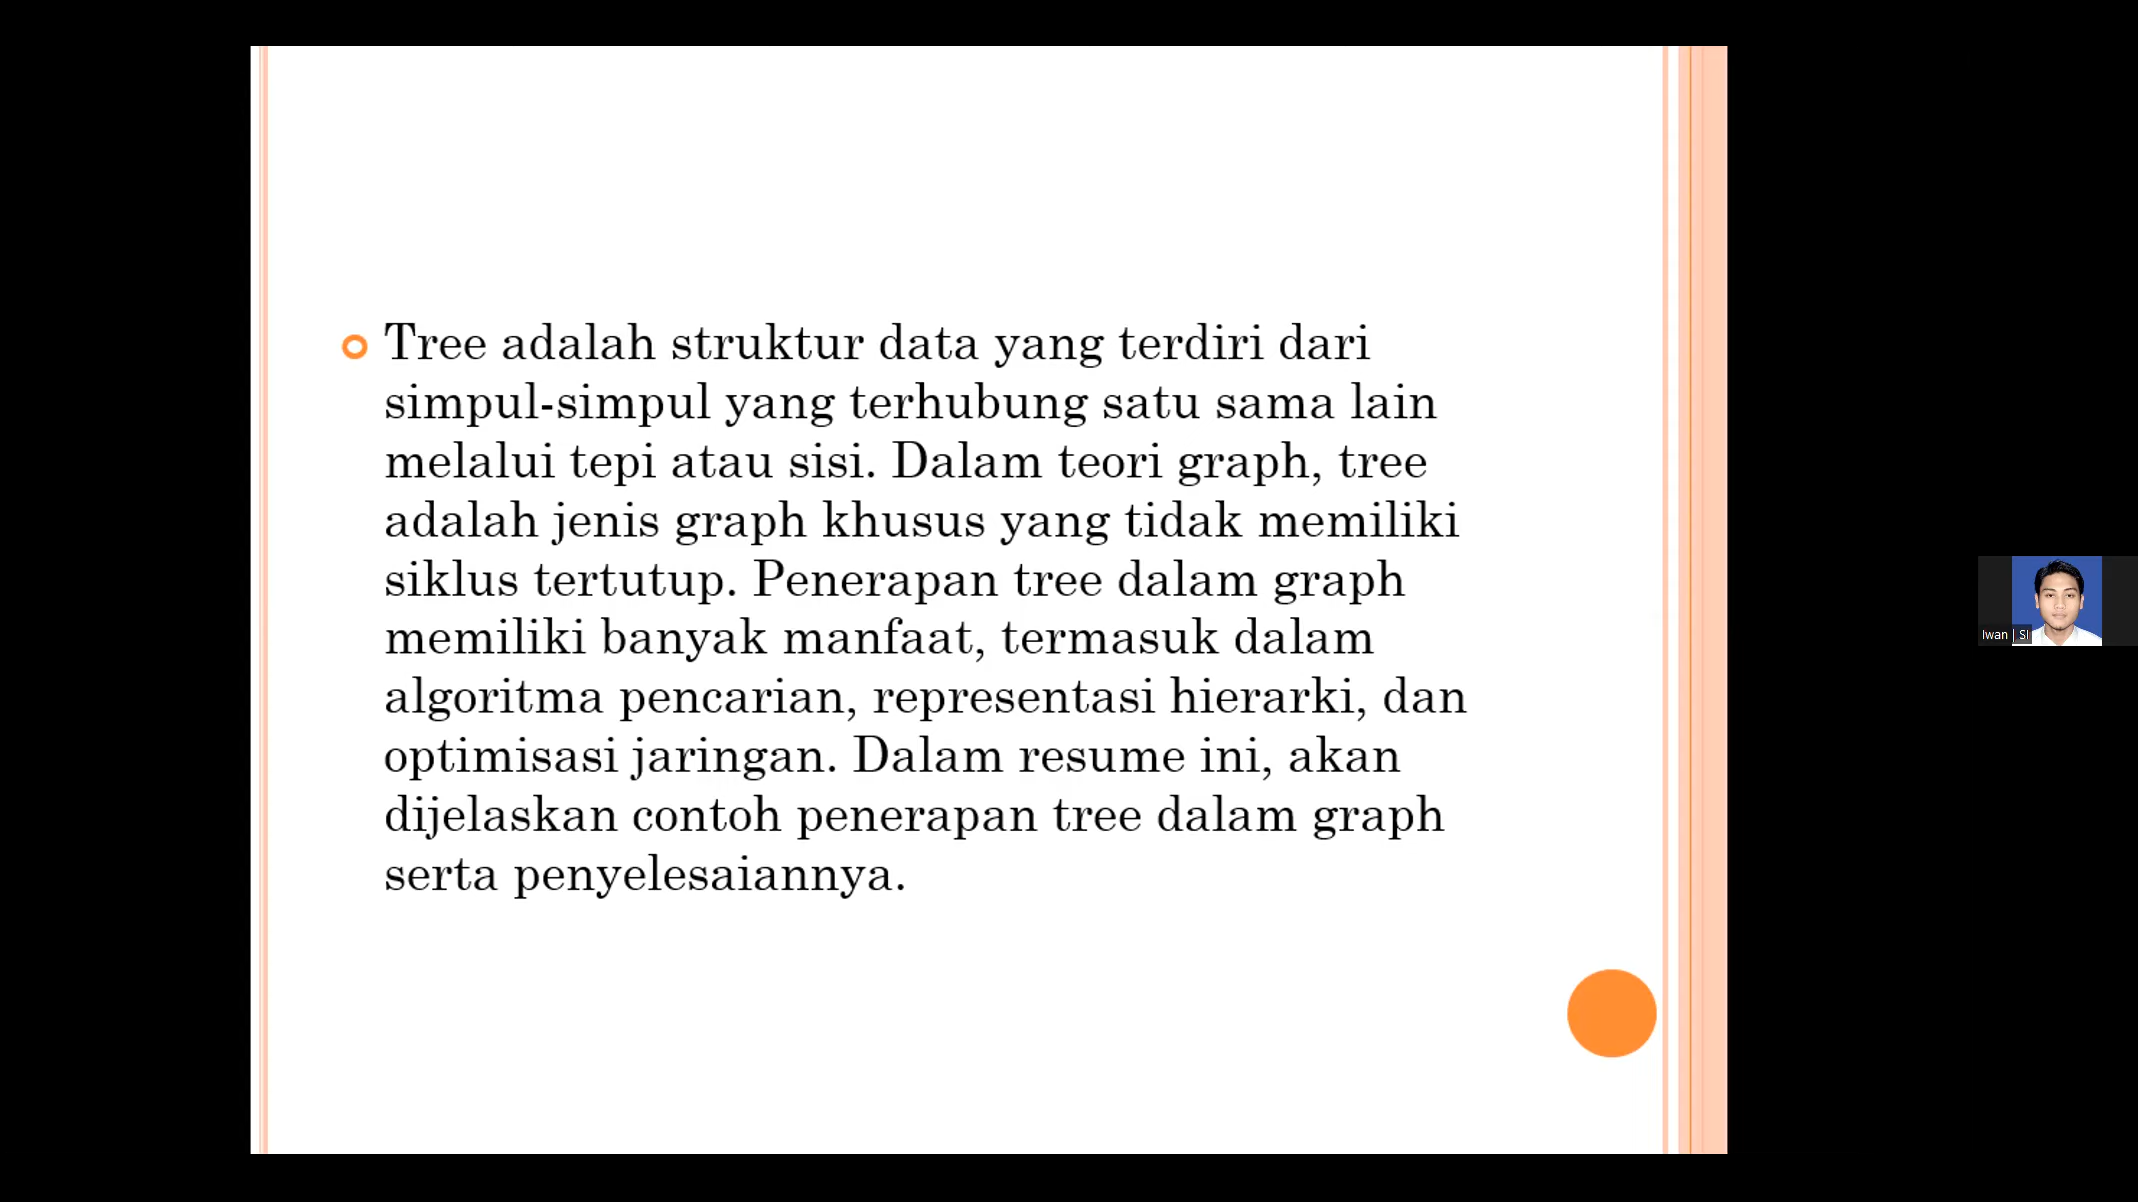 Tree adalah struktur data yang terdiri dari
simpul-simpul yang terhubung satu sama lain
melalui tepi atau sisi. Dalam teori graph, tree
adalah jenis graph khusus yang tidak memiliki
siklus tertutup. Penerapan tree dalam graph
memiliki banyak manfaat, termasuk dalam
algoritma pencarian, representasi hierarki, dan
optimisasi jaringan. Dalam resume ini, akan
dijelaskan contoh penerapan tree dalam graph
serta penyelesaiannya.
Iwan | SI